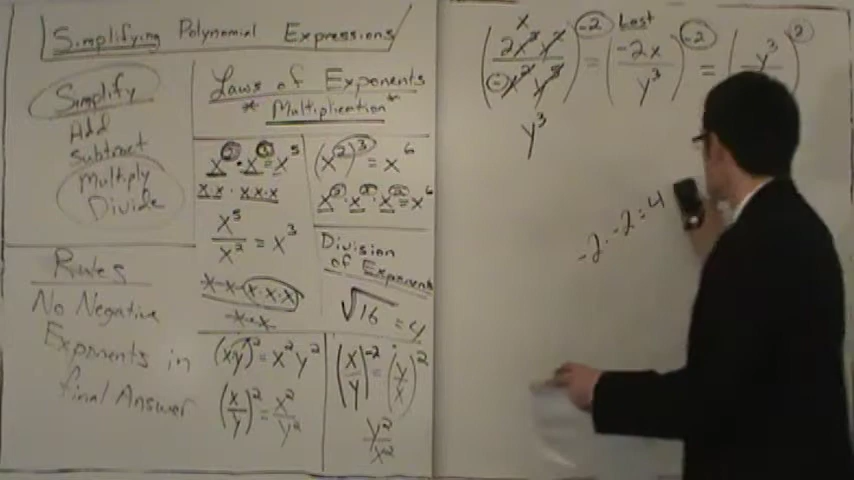 Simplifying Polynomial Expressions
Simplify
Add
Subtract
Multiply
Divide
Rules
No Negative
Exponents in
final Answer
Laws of Exponents
* Multiplication *
x² · x³ = x⁵
x·x · x·x·x
x⁵/x² = x³
x·x·x·x·x
x·x
(x²)³ = x⁶
x² · x² · x² = x⁶
Division
of Exponents
√16 = 4
(xy)² = x²y²
(x/y)² = x²/y²
(x/y)⁻² = (y/x)²
y²/x²
x
Last
y³
(-2x/y³)⁻² = (y³
)²
-2 · -2 = 4